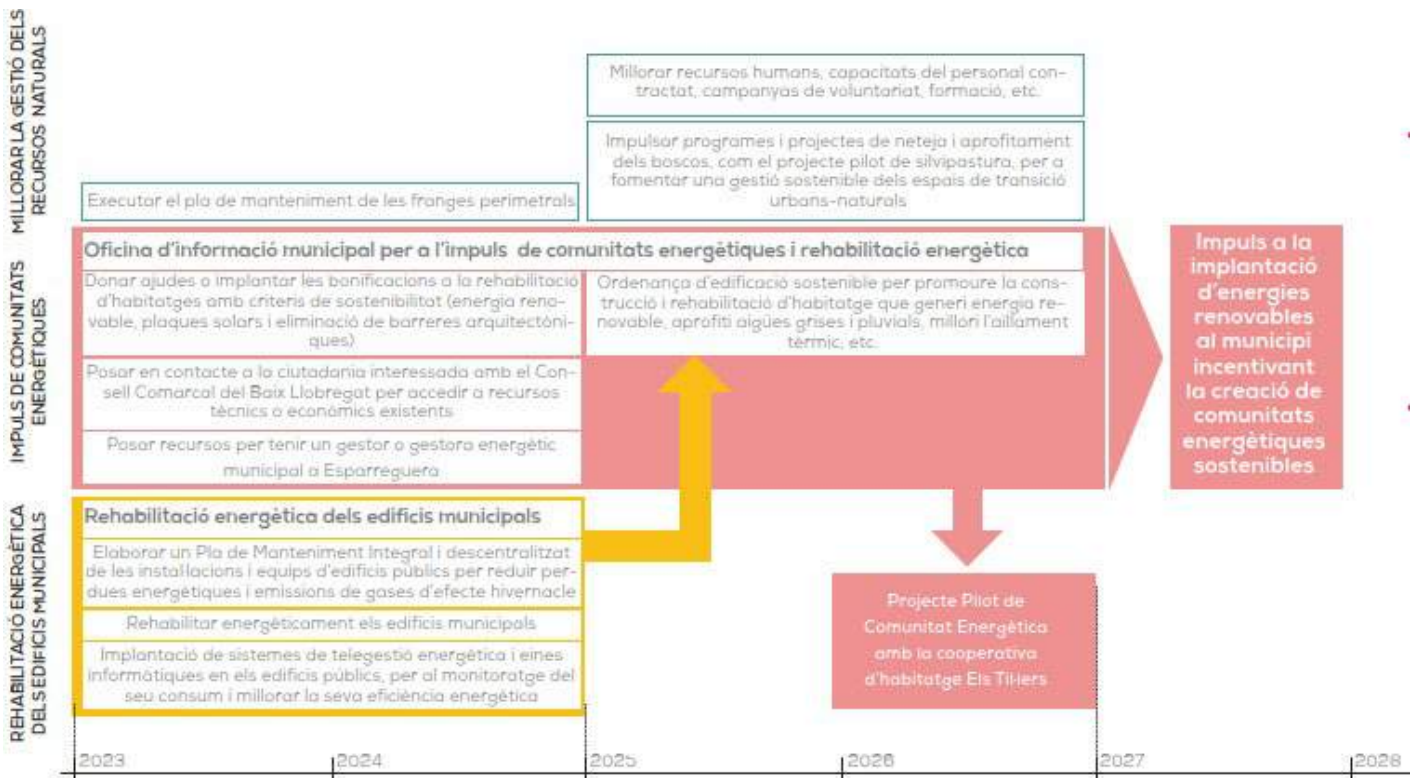 MILLORAR LA GESTIÓ DELS
RECURSOS NATURALS
Millorar recursos humans, capacitats del personal con-
tractat, campanyas de voluntariat, formació, etc.
Impulsar programes i projectes de neteja i aprofitament
dels boscos, com el projecte pilot de silvipastura, per a
fomentar una gestió sostenible dels espais de transició
urbans-naturals
Executar el pla de manteniment de les franges perimetrals
IMPULS DE COMUNITATS
ENERGÈTIQUES
Oficina d'informació municipal per a l'impuls de comunitats energètiques i rehabilitació energètica
Donar ajudes o implantar les bonificacions a la rehabilitació
d'habitatges amb criteris de sostenibilitat (energia reno-
vable, plaques solars i eliminació de barreres arquitectòni-
ques)
Ordenança d'edificació sostenible per promoure la cons-
trucció i rehabilitació d'habitatge que generi energia re-
novable, aprofiti aigües grises i pluvials, millori l'aïllament
tèrmic, etc.
Posar en contacte a la ciutadania interessada amb el Con-
sell Comarcal del Baix Llobregat per accedir a recursos
tècnics o econòmics existents
Posar recursos per tenir un gestor o gestora energètic
municipal a Esparreguera
Impuls a la
implantació
d'energies
renovables
al municipi
incentivant
la creació de
comunitats
energètiques
sostenibles
REHABILITACIÓ ENERGÈTICA
DELS EDIFICIS MUNICIPALS
Rehabilitació energètica dels edificis municipals
Elaborar un Pla de Manteniment Integral i descentralitzat
de les instal·lacions i equips d'edificis públics per reduir per-
dues energètiques i emissions de gases d'efecte hivernacle
Rehabilitar energèticament els edificis municipals
Implantació de sistemes de telegestió energètica i eines
informàtiques en els edificis públics, per al monitoratge del
seu consum i millorar la seva eficiència energètica
Projecte Pilot de
Comunitat Energètica
amb la cooperativa
d'habitatge Els Til·lers
2023 2024 2025 2026 2027 2028